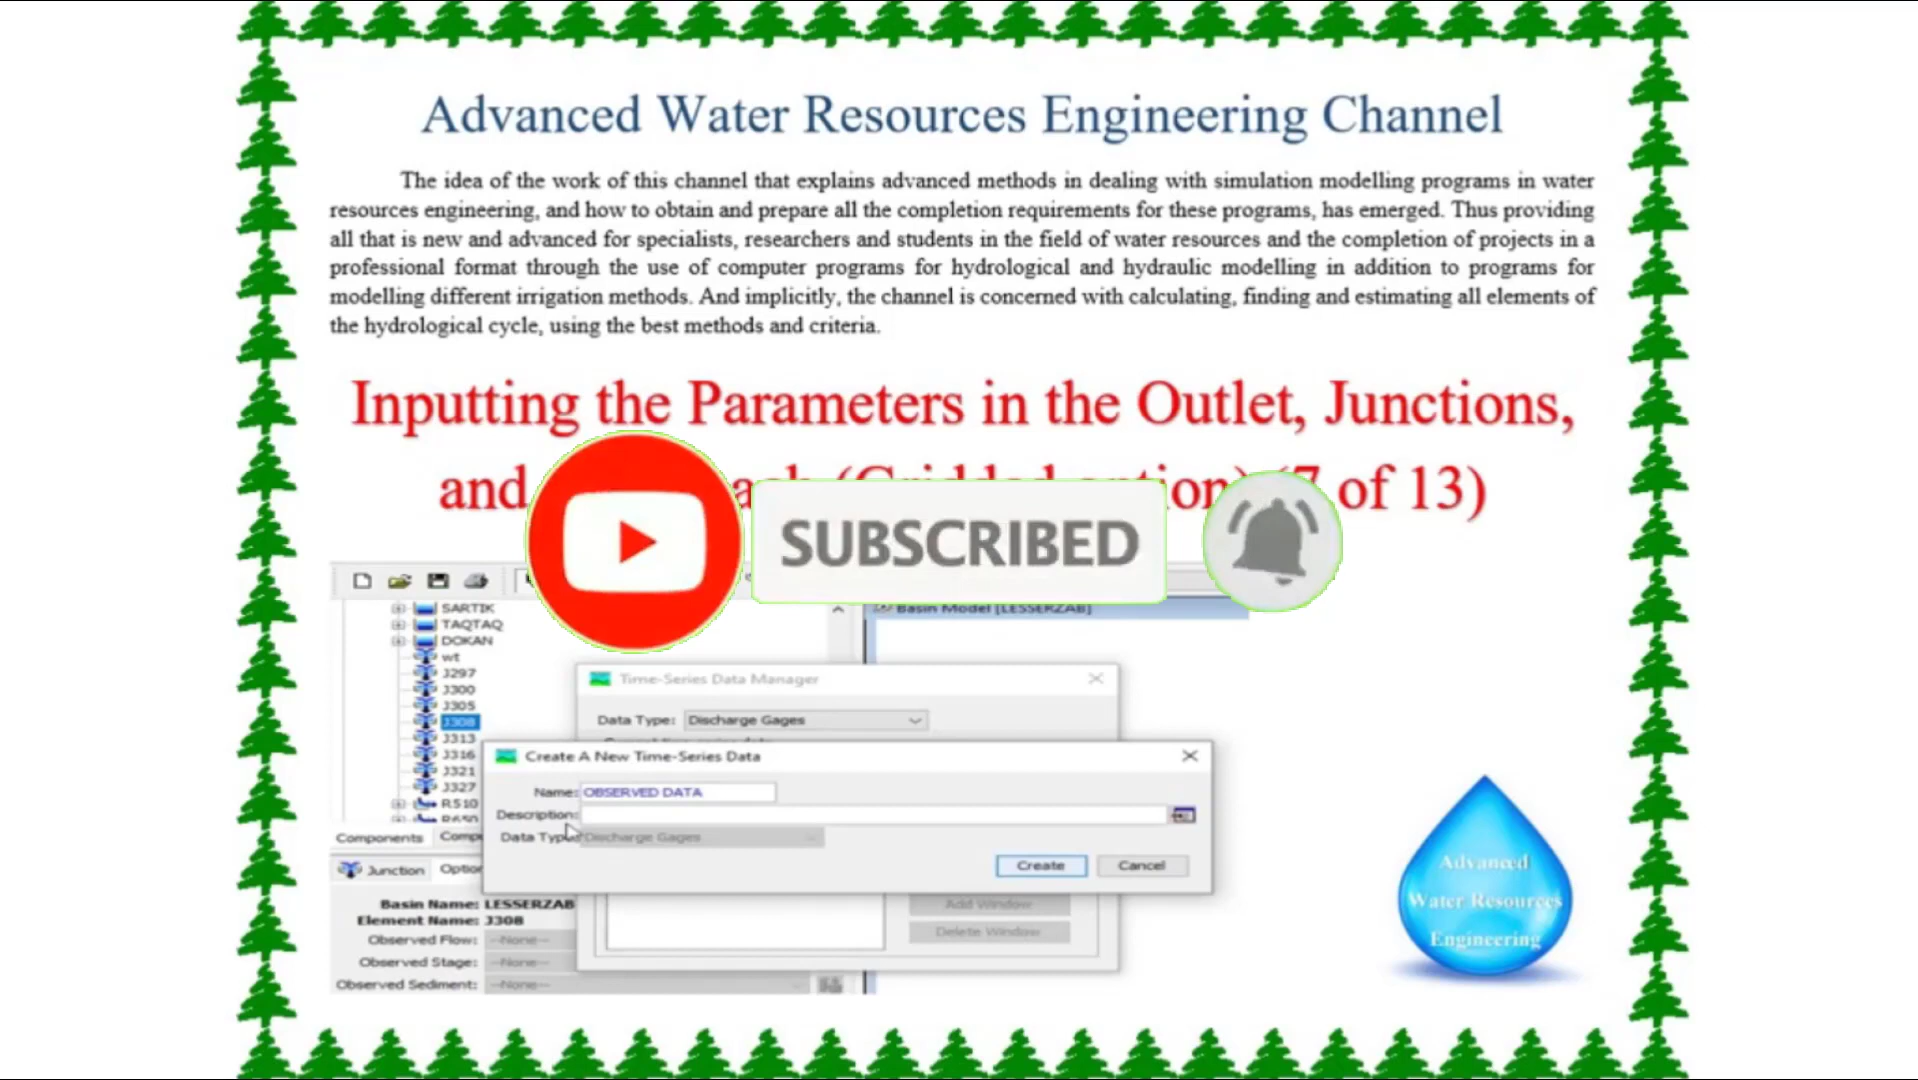 Advanced Water Resources Engineering Channel
The idea of the work of this channel that explains advanced methods in dealing with simulation modelling programs in water
resources engineering, and how to obtain and prepare all the completion requirements for these programs, has emerged. Thus providing
all that is new and advanced for specialists, researchers and students in the field of water resources and the completion of projects in a
professional format through the use of computer programs for hydrological and hydraulic modelling in addition to programs for
modelling different irrigation methods. And implicitly, the channel is concerned with calculating, finding and estimating all elements of
the hydrological cycle, using the best methods and criteria.
Inputting the Parameters in the Outlet, Junctions,
and of 13)
SUBSCRIBED
SARTIK
TAQTAQ
DOKAN
wt
J297
J300
J305
J308
J313
J316
J321
J327
R510
R650
Basin Model [LESSERZAB]
Time-Series Data Manager
Data Type: Discharge Gages
Create A New Time-Series Data
Name: OBSERVED DATA
Description:
Data Type: Discharge Gages
Create Cancel
Add Window
Delete Window
Components
Junction
Basin Name: LESSERZAB
Element Name: J308
Observed Flow: --None--
Observed Stage: --None--
Observed Sediment: --None--
Advanced
Water Resources
Engineering